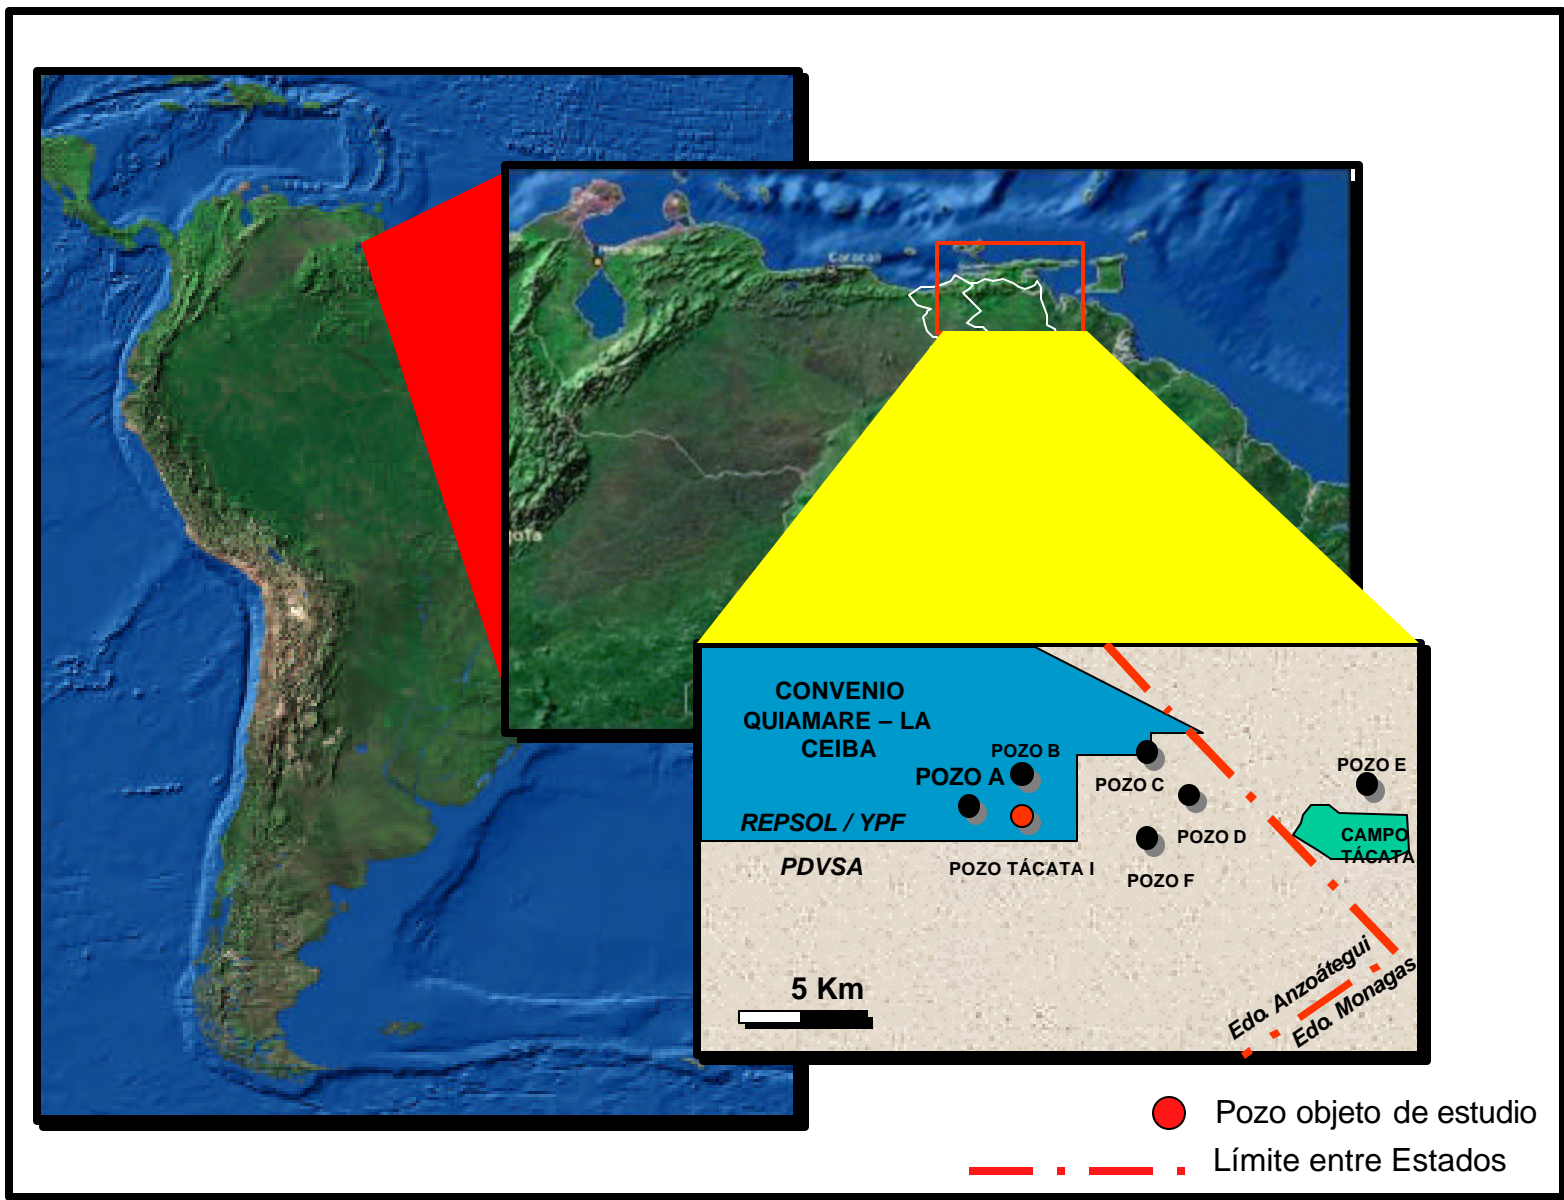 Caracas
CONVENIO
QUIAMARE – LA
CEIBA
POZO B
POZO A
POZO C
POZO E
REPSOL / YPF
POZO D
CAMPO
TÁCATA
PDVSA
POZO TÁCATA I
POZO F
5 Km
Edo. Anzoátegui
Edo. Monagas
Pozo objeto de estudio
Límite entre Estados